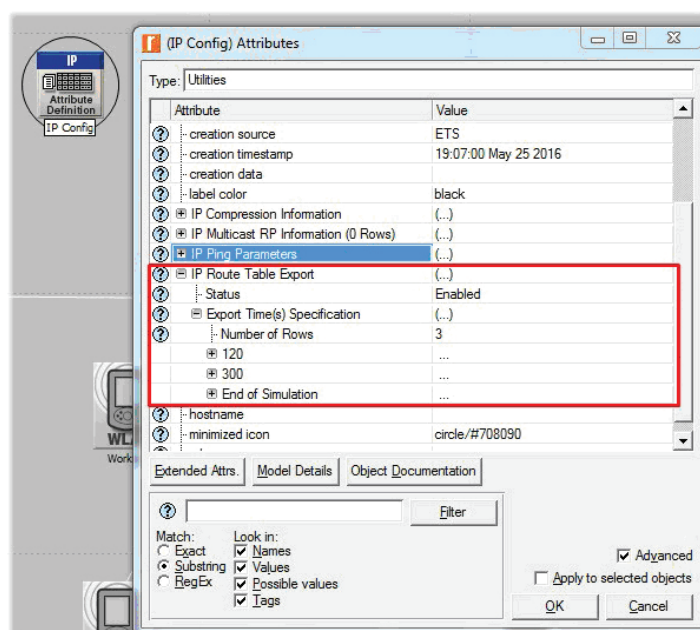 IP
Attribute
Definition
IP Config
(IP Config) Attributes
Type: Utilities
Attribute Value
creation source ETS
creation timestamp 19:07:00 May 25 2016
creation data
label color black
IP Compression Information (...)
IP Multicast RP Information (0 Rows) (...)
IP Ping Parameters (...)
IP Route Table Export (...)
Status Enabled
Export Time(s) Specification (...)
Number of Rows 3
120 ...
300 ...
End of Simulation ...
hostname
minimized icon circle/#708090
Extended Attrs. Model Details Object Documentation
Filter
Match: Look in:
Exact Names
Substring Values
RegEx Possible values
Tags
Advanced
Apply to selected objects
OK Cancel